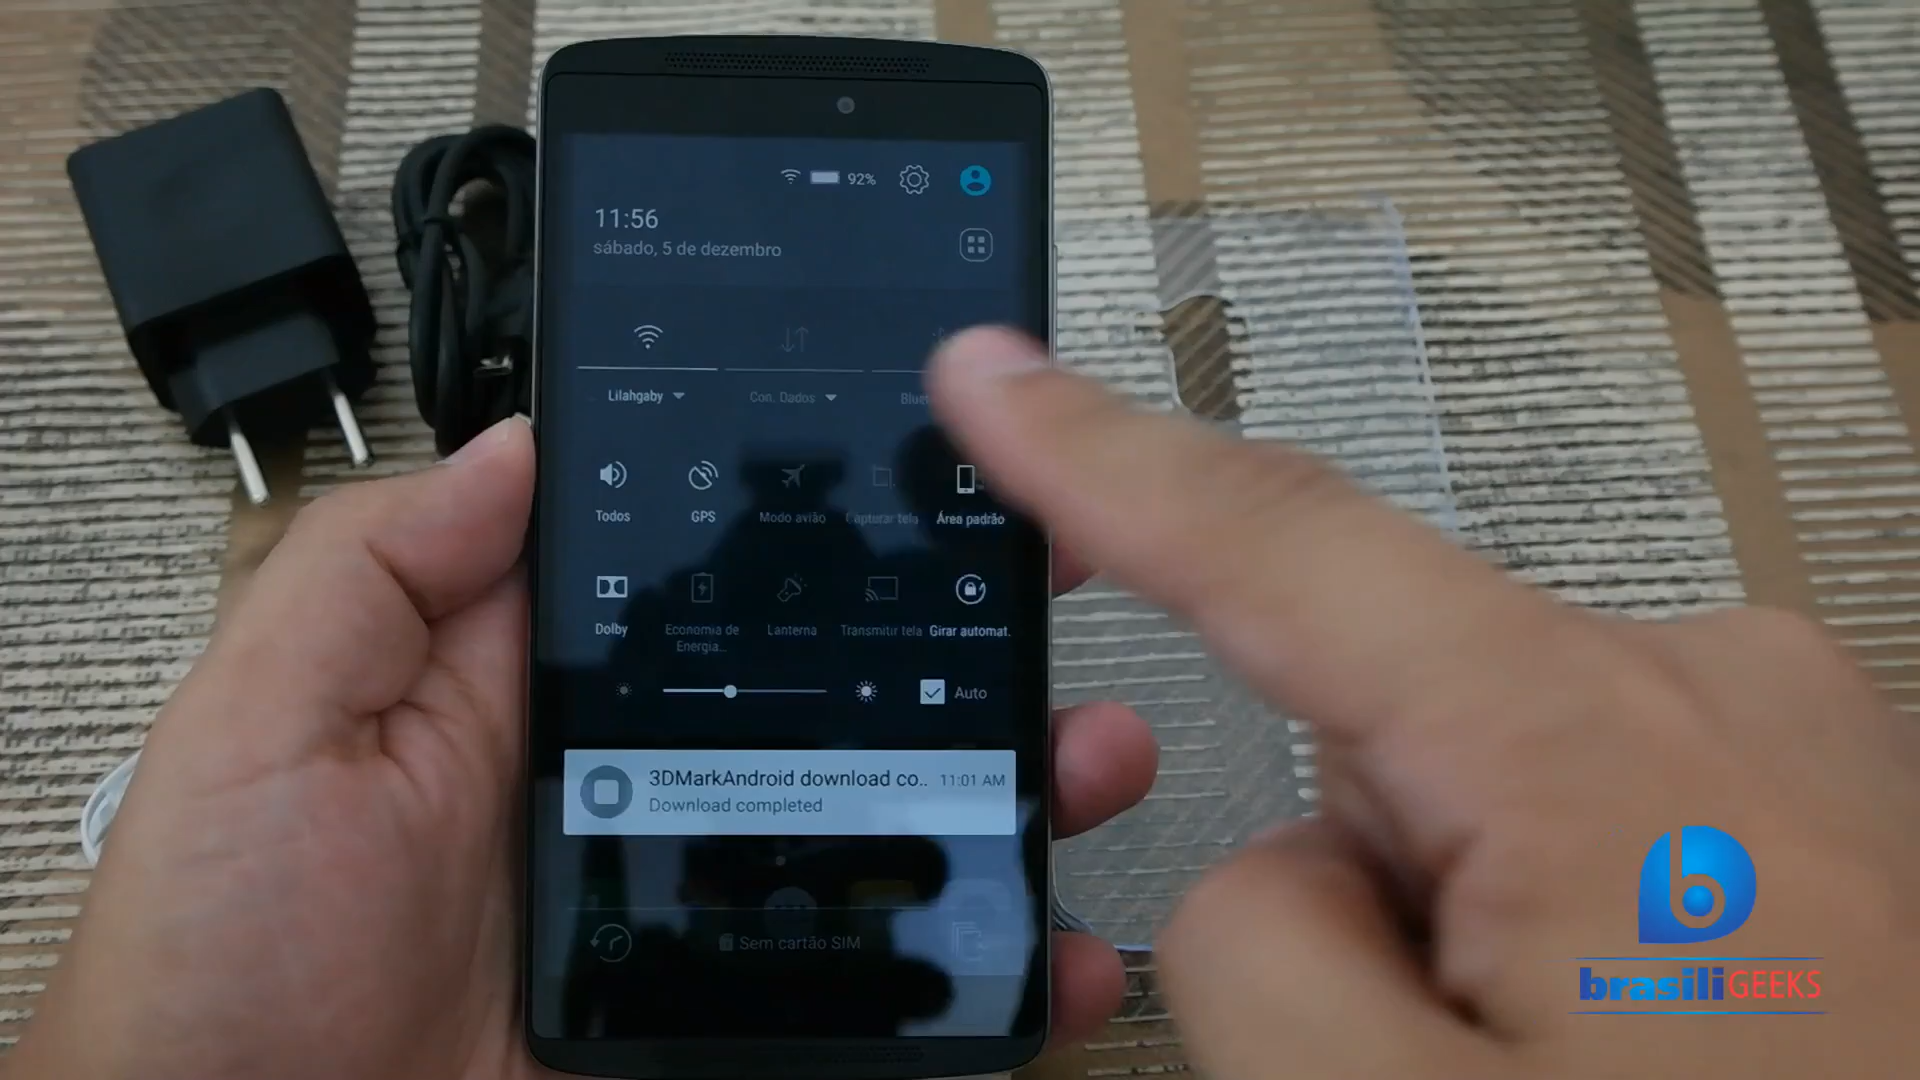 92%
11:56
sábado, 5 de dezembro
Lilahgaby
Con. Dados
Todos
GPS
Modo avião
Capturar tela
Área padrão
Dolby
Economia de
Energia..
Lanterna
Transmitir tela
Girar automat.
Auto
3DMarkAndroid download co.. 11:01 AM
Download completed
Sem cartão SIM
b
brasiliGEEKS